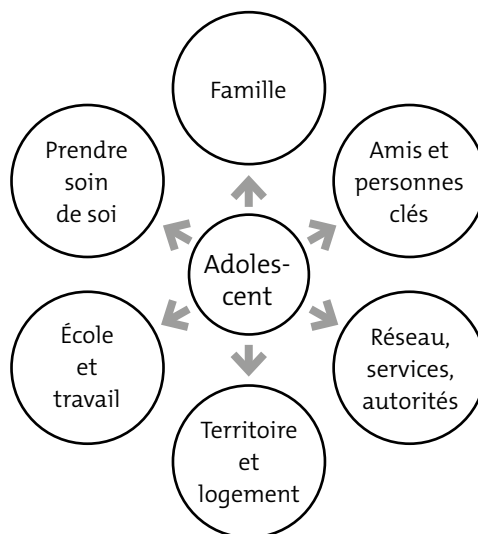 Famille
Prendre
soin
de soi
Amis et
personnes
clés
Adoles-
cent
École
et
travail
Réseau,
services,
autorités
Territoire
et
logement